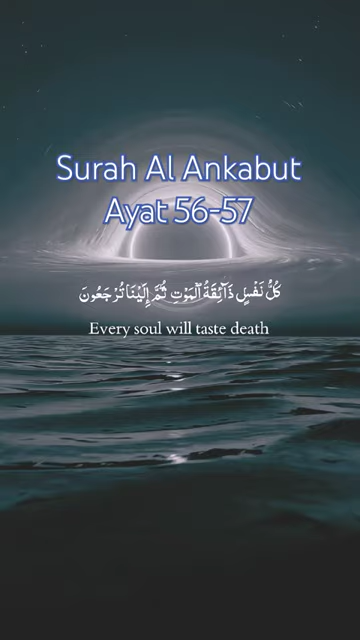 Surah Al Ankabut
Ayat 56-57
كُلُّ نَفْسٍ ذَآئِقَةُ ٱلْمَوْتِ ثُمَّ إِلَيْنَا تُرْجَعُونَ
Every soul will taste death